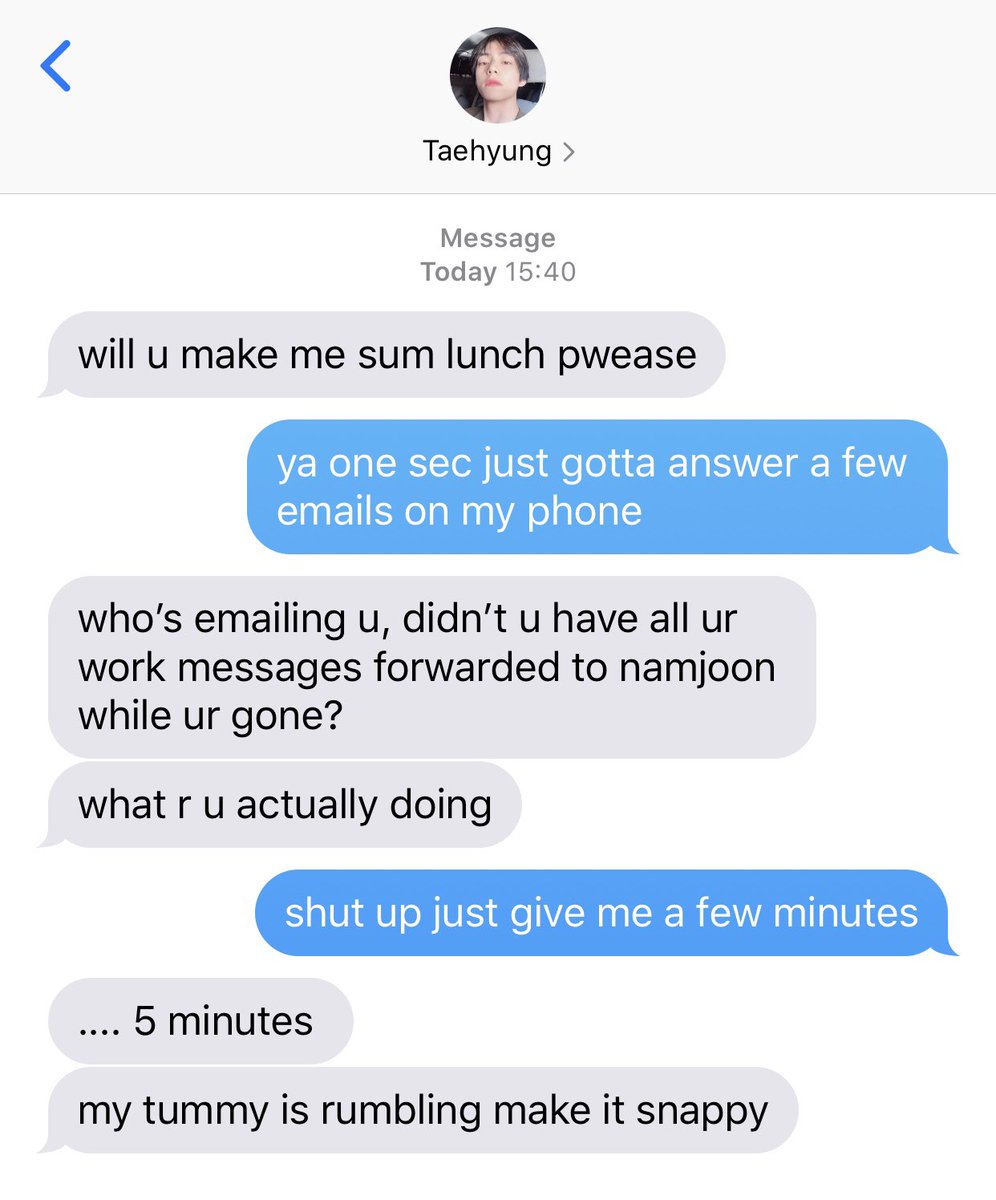 Taehyung
Message
Today 15:40
will u make me sum lunch pwease
ya one sec just gotta answer a few
emails on my phone
who’s emailing u, didn’t u have all ur
work messages forwarded to namjoon
while ur gone?
what r u actually doing
shut up just give me a few minutes
.... 5 minutes
my tummy is rumbling make it snappy